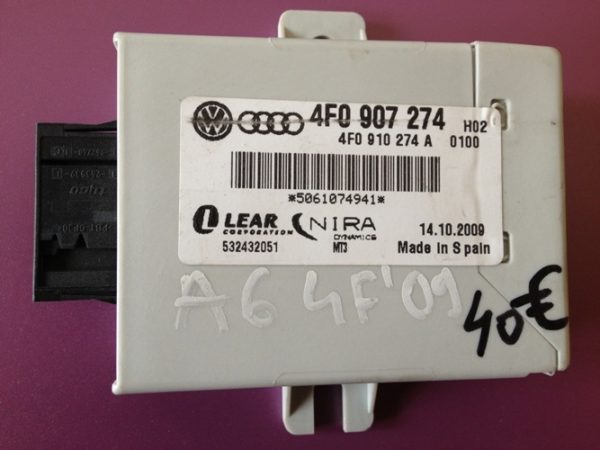 4F0 907 274 H02
4F0 910 274 A 0100
*5061074941*
LEAR CORPORATION NIRA DYNAMICS 14.10.2009
532432051 MT3 Made in Spain
A6 4F'09
40-€